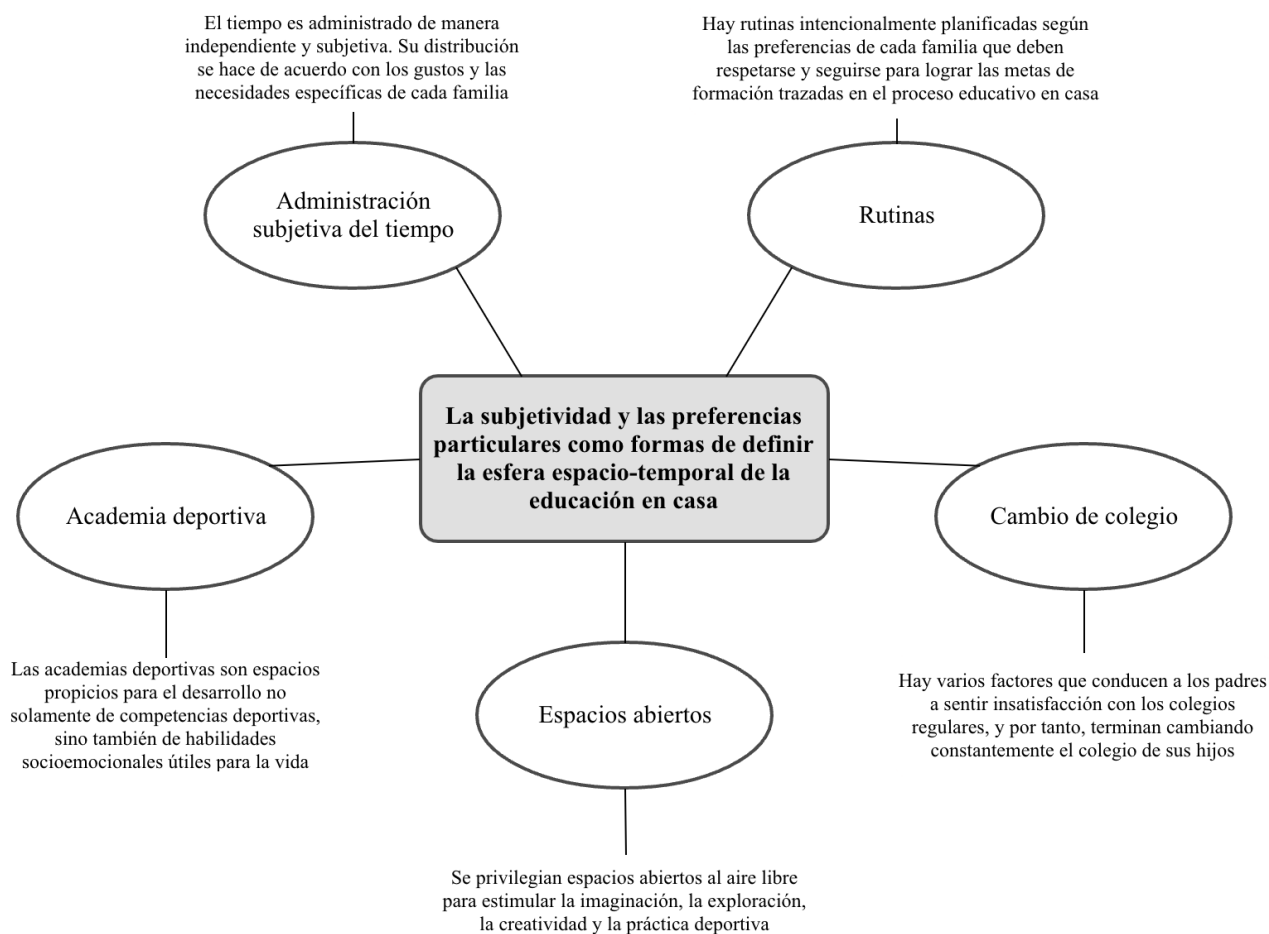 El tiempo es administrado de manera
independiente y subjetiva. Su distribución
se hace de acuerdo con los gustos y las
necesidades específicas de cada familia
Hay rutinas intencionalmente planificadas según
las preferencias de cada familia que deben
respetarse y seguirse para lograr las metas de
formación trazadas en el proceso educativo en casa
Administración
subjetiva del tiempo
Rutinas
La subjetividad y las preferencias
particulares como formas de definir
la esfera espacio-temporal de la
educación en casa
Academia deportiva
Cambio de colegio
Las academias deportivas son espacios
propicios para el desarrollo no
solamente de competencias deportivas,
sino también de habilidades
socioemocionales útiles para la vida
Espacios abiertos
Hay varios factores que conducen a los padres
a sentir insatisfacción con los colegios
regulares, y por tanto, terminan cambiando
constantemente el colegio de sus hijos
Se privilegian espacios abiertos al aire libre
para estimular la imaginación, la exploración,
la creatividad y la práctica deportiva